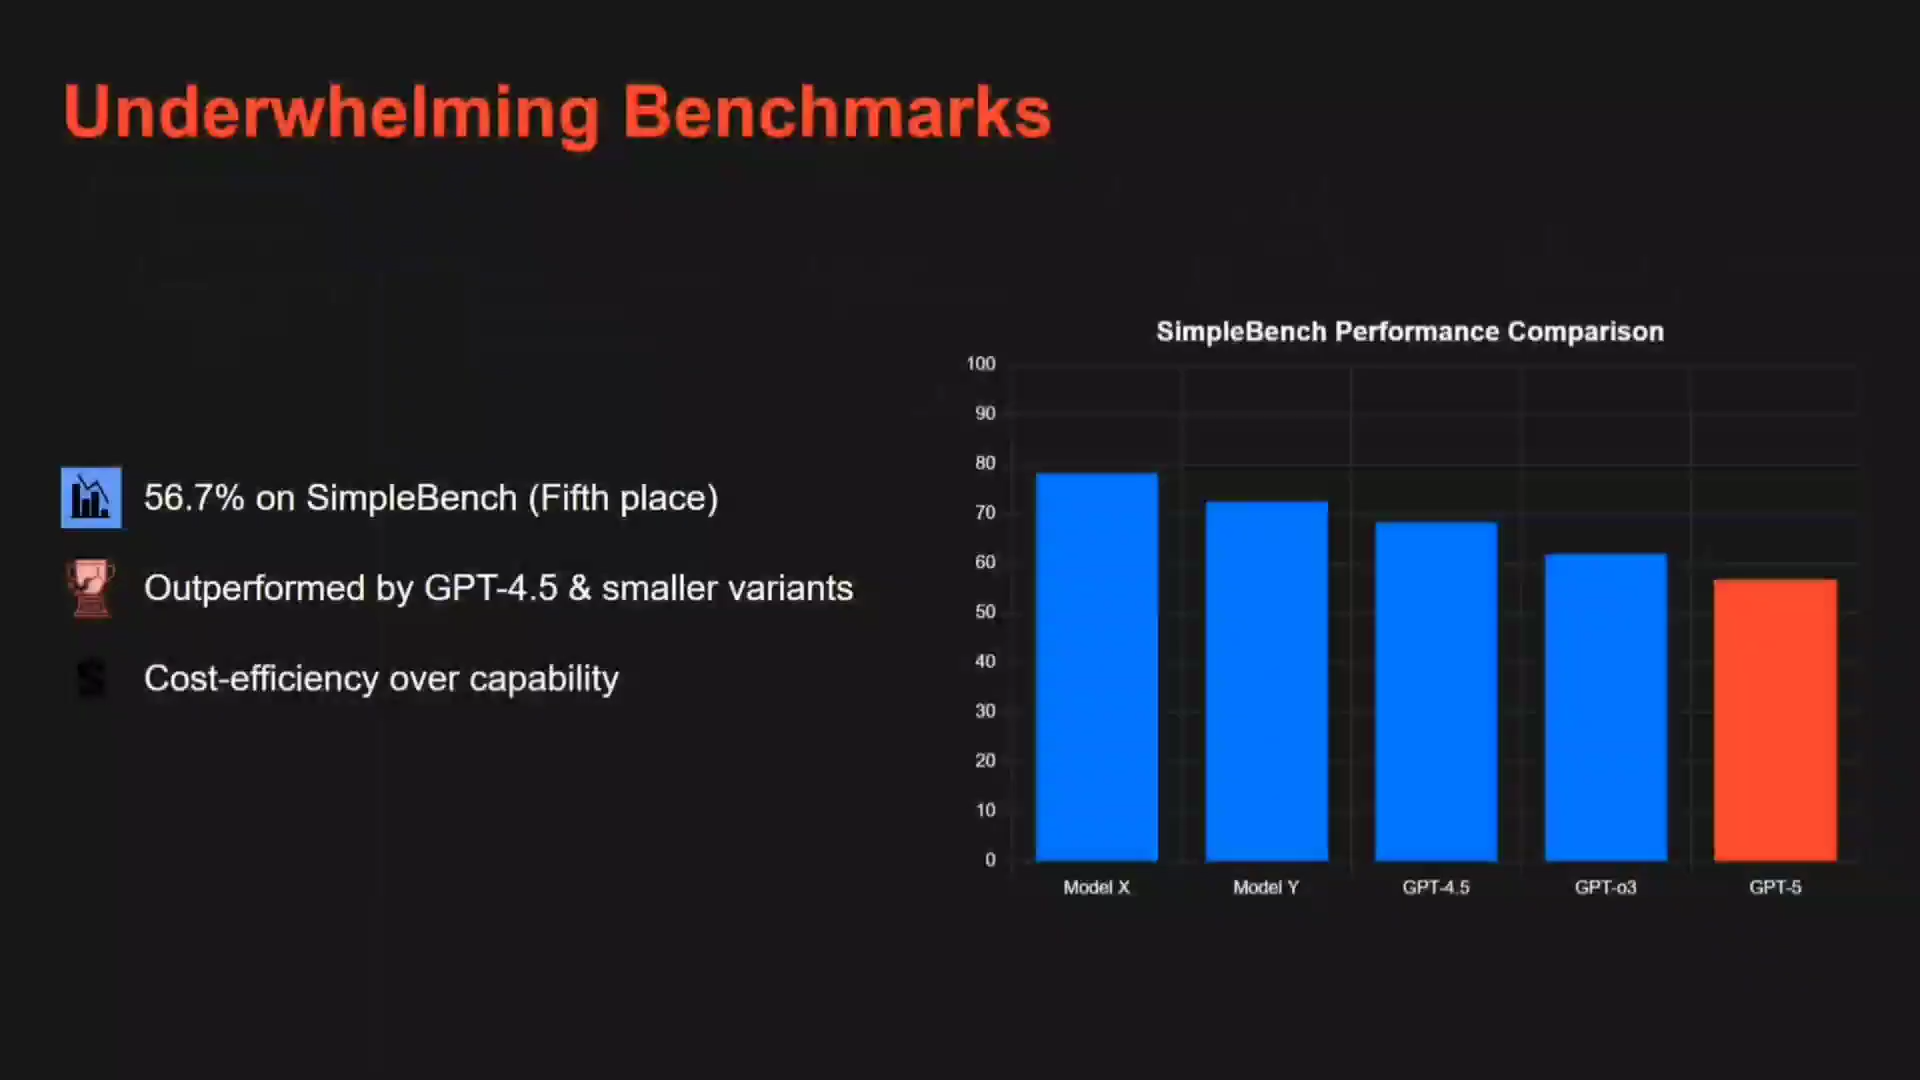 Underwhelming Benchmarks
56.7% on SimpleBench (Fifth place)
Outperformed by GPT-4.5 & smaller variants
$
Cost-efficiency over capability
SimpleBench Performance Comparison
100
90
80
70
60
50
40
30
20
10
0
Model X
Model Y
GPT-4.5
GPT-o3
GPT-5